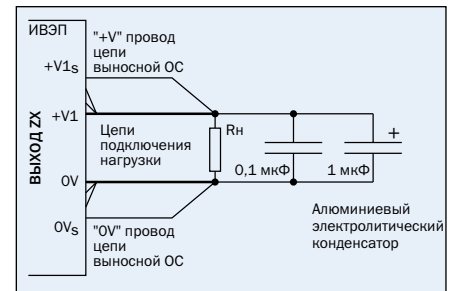 ИВЭП
"+V" провод
цепи
выносной ОС
+V1s
+V1
Цепи
подключения
нагрузки
Rн
+
0,1 мкФ
1 мкФ
ВЫХОД ZX
0V
0Vs
"0V" провод
цепи
выносной ОС
Алюминиевый
электролитический
конденсатор